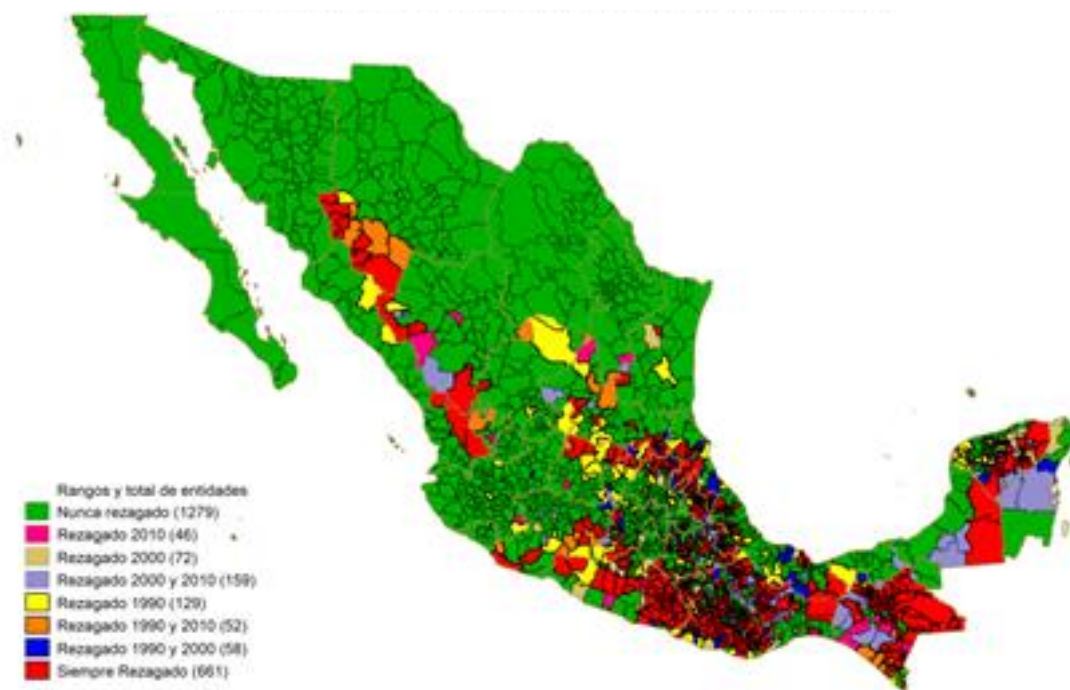 Rangos y total de entidades
Nunca rezagado (1279)
Rezagado 2010 (46)
Rezagado 2000 (72)
Rezagado 2000 y 2010 (159)
Rezagado 1990 (129)
Rezagado 1990 y 2010 (52)
Rezagado 1990 y 2000 (58)
Siempre Rezagado (661)